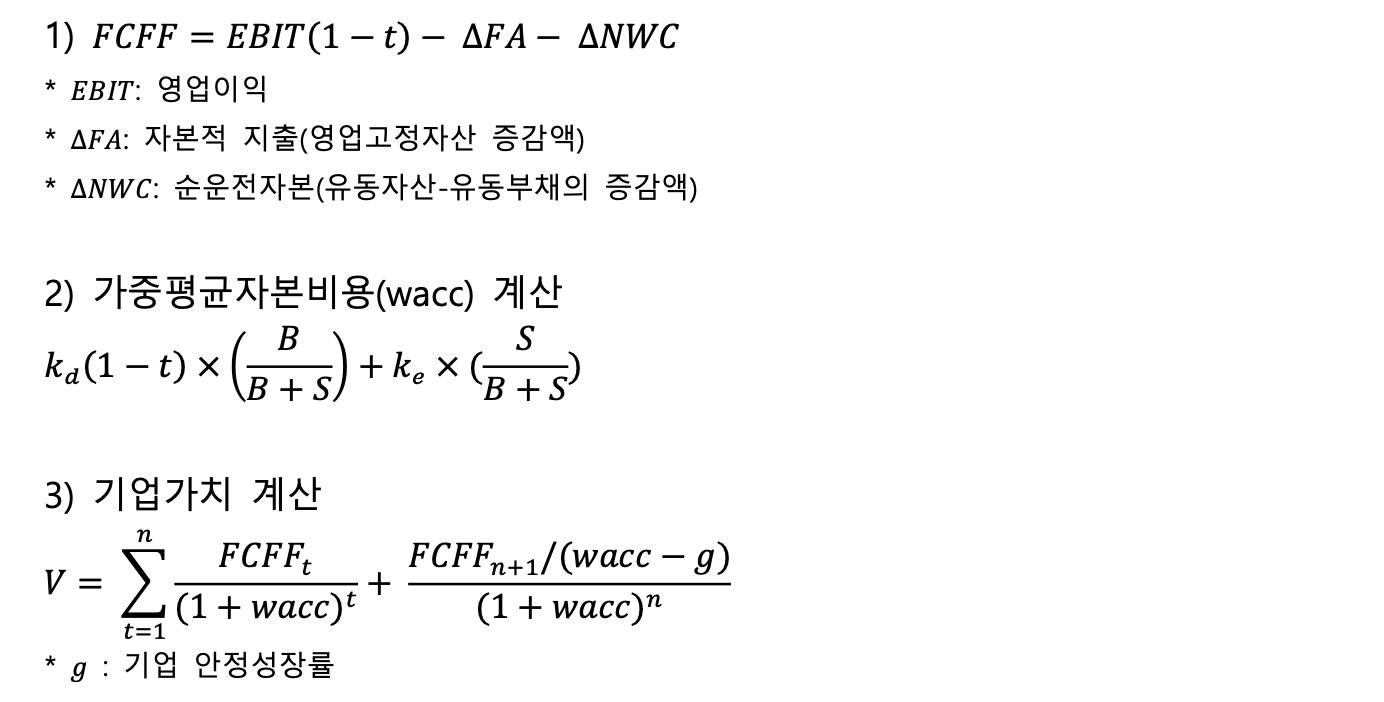 1) FCFF = EBIT(1 − t) − ΔFA − ΔNWC
* EBIT: 영업이익
* ΔFA: 자본적 지출(영업고정자산 증감액)
* ΔNWC: 순운전자본(유동자산-유동부채의 증감액)
2) 가중평균자본비용(wacc) 계산
k_d(1 − t) × (B/(B + S)) + k_e × (S/(B + S))
3) 기업가치 계산
V = ∑_{t=1}^{n} FCFF_t/(1 + wacc)^t + (FCFF_{n+1}/(wacc − g))/(1 + wacc)^n
* g : 기업 안정성장률